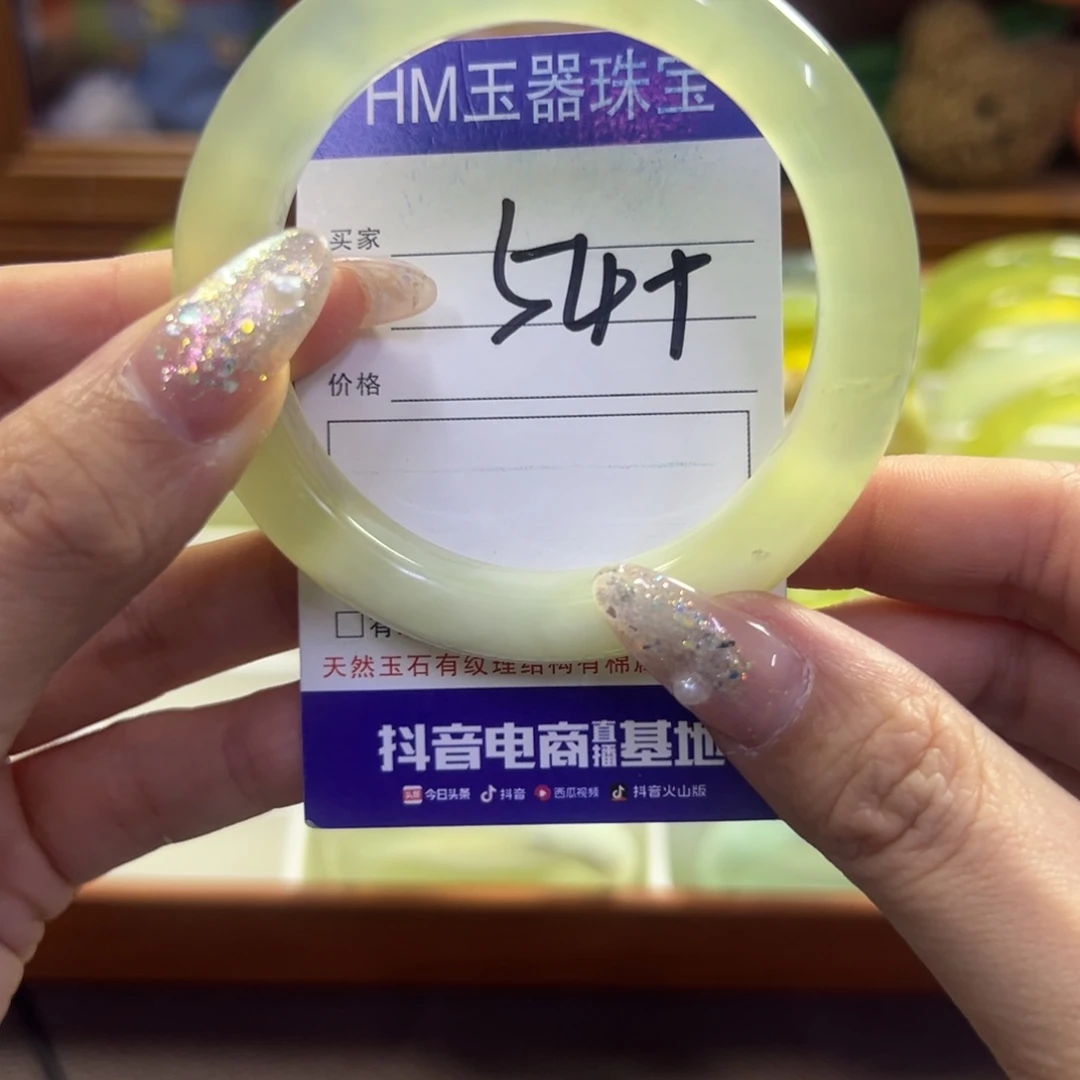 HM玉器珠宝
买家
54+
价格
有
天然玉石有纹理结构有棉
抖音电商直播基地
今日头条 抖音 西瓜视频 抖音火山版